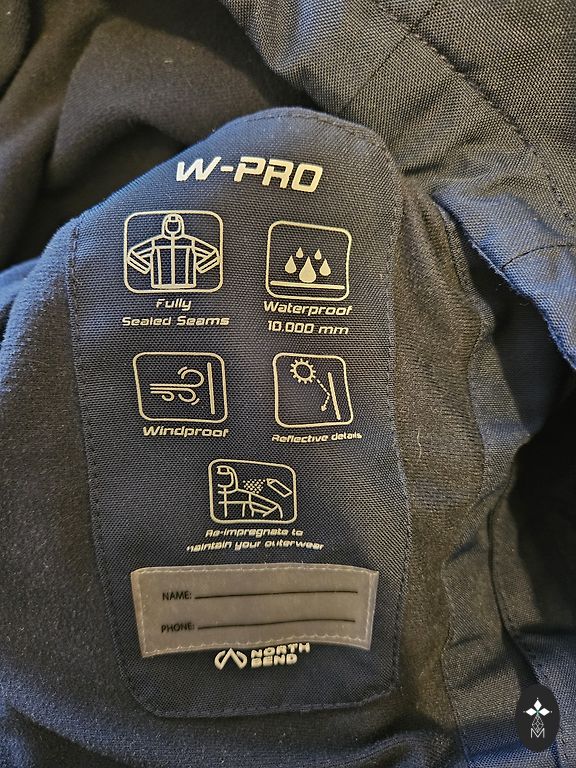 W-PRO
Fully
Sealed Seams
Waterproof
10.000 mm
Windproof
Reflective details
Re-impregnate to
maintain your outerwear
NAME:
PHONE:
NORTH
BEND
M